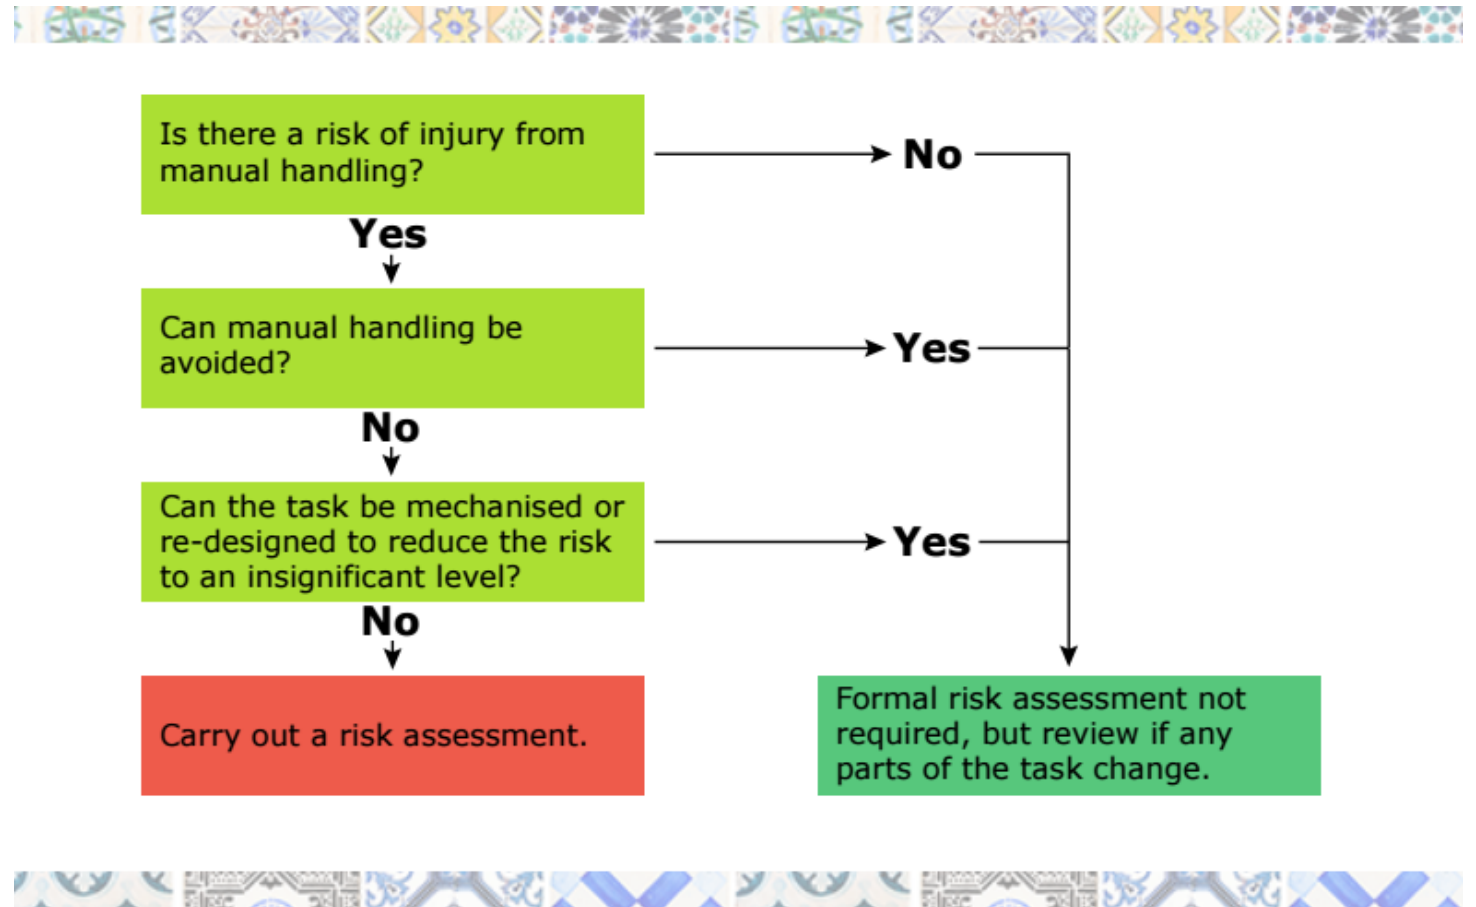 Is there a risk of injury from
manual handling?
No
Yes
Can manual handling be
avoided?
Yes
No
Can the task be mechanised or
re-designed to reduce the risk
to an insignificant level?
Yes
No
Carry out a risk assessment.
Formal risk assessment not
required, but review if any
parts of the task change.